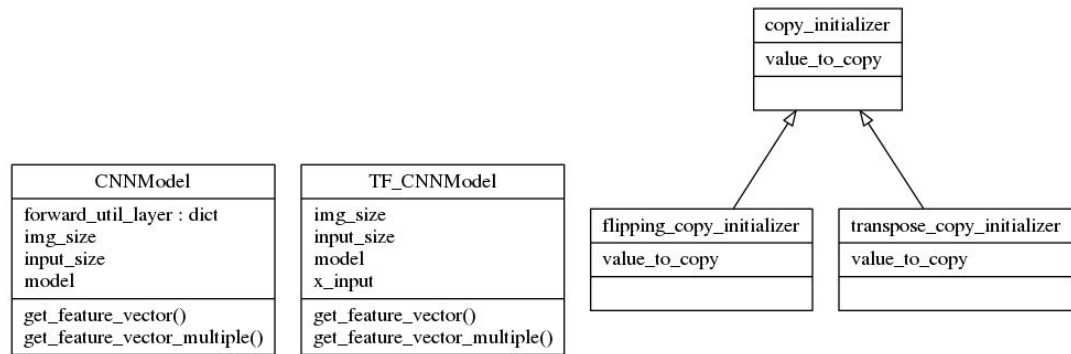 copy_initializer
value_to_copy
CNNModel
forward_util_layer : dict
img_size
input_size
model
get_feature_vector()
get_feature_vector_multiple()
TF_CNNModel
img_size
input_size
model
x_input
get_feature_vector()
get_feature_vector_multiple()
flipping_copy_initializer
value_to_copy
transpose_copy_initializer
value_to_copy